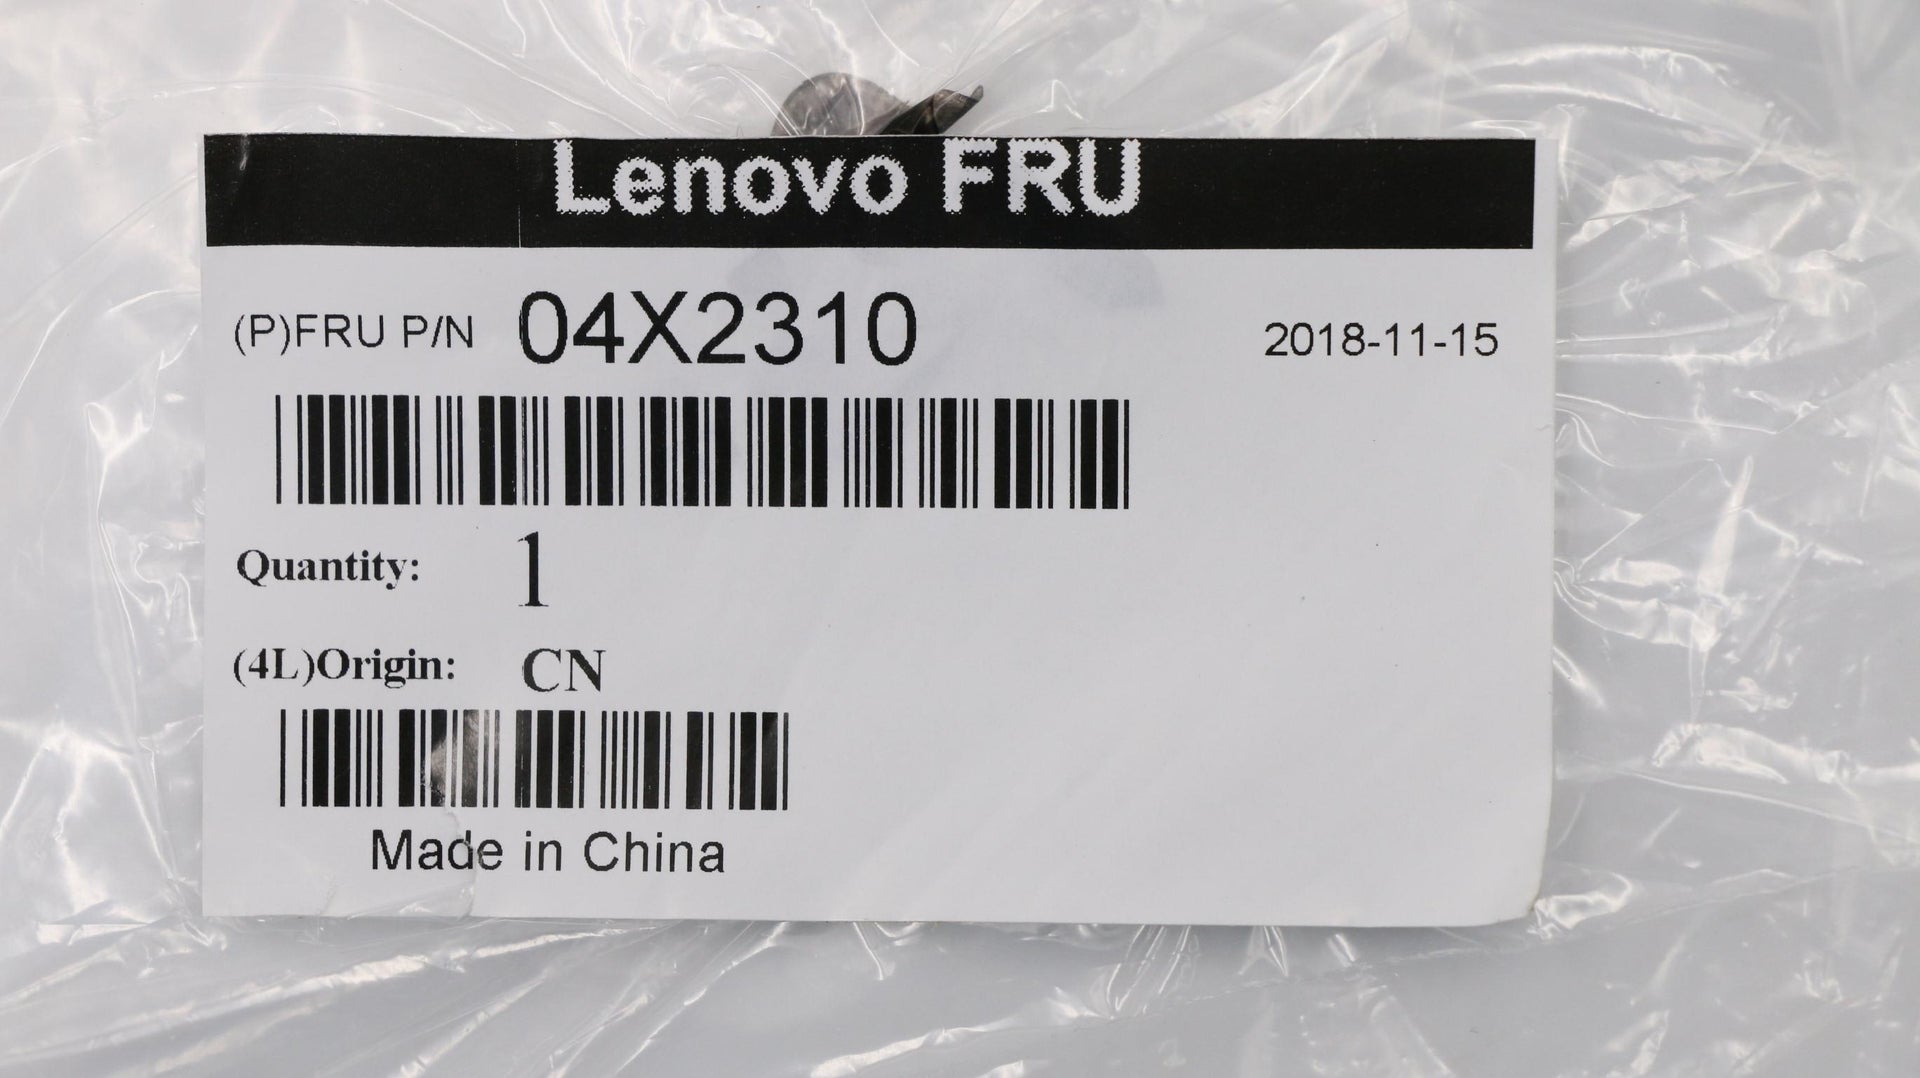 Lenovo FRU
(P)FRU P/N 04X2310 2018-11-15
Quantity: 1
(4L)Origin: CN
Made in China